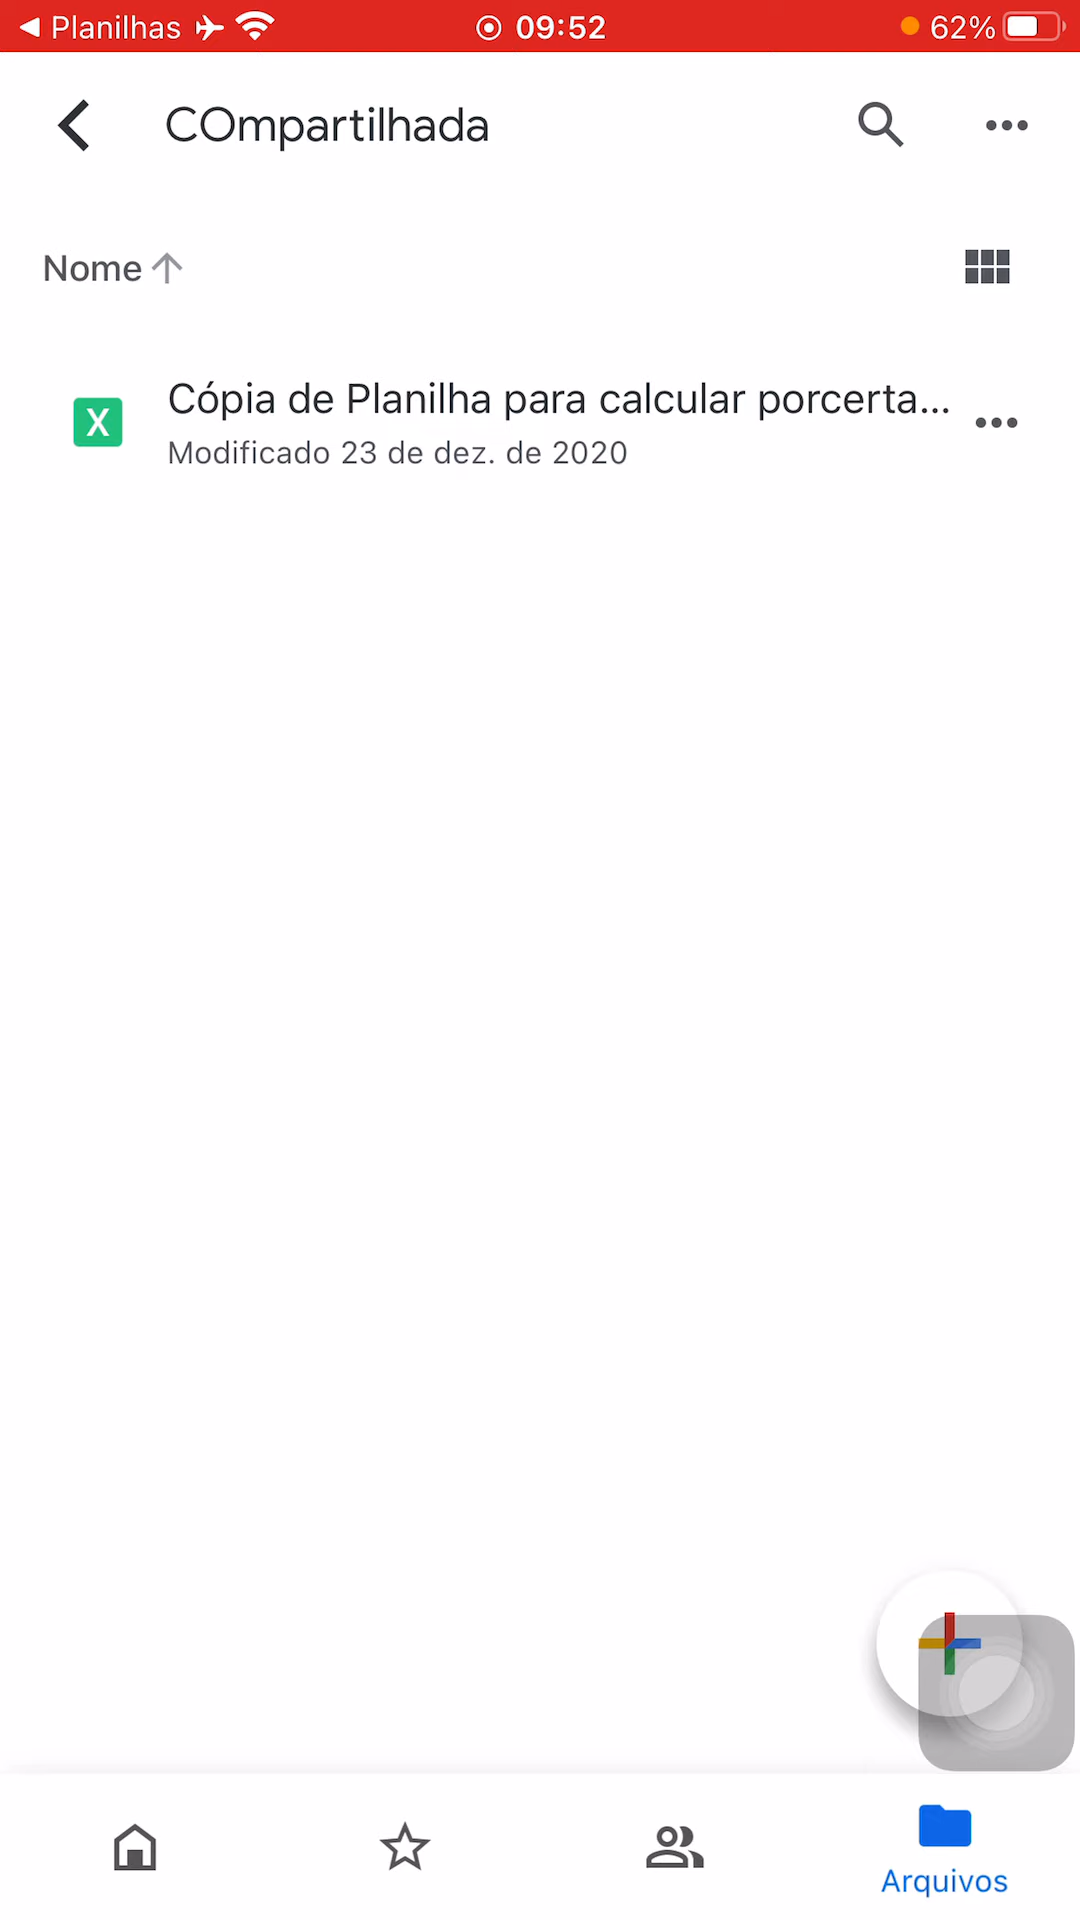 Planilhas
09:52
62%
COmpartilhada
Nome
X
Cópia de Planilha para calcular porcerta...
Modificado 23 de dez. de 2020
Arquivos